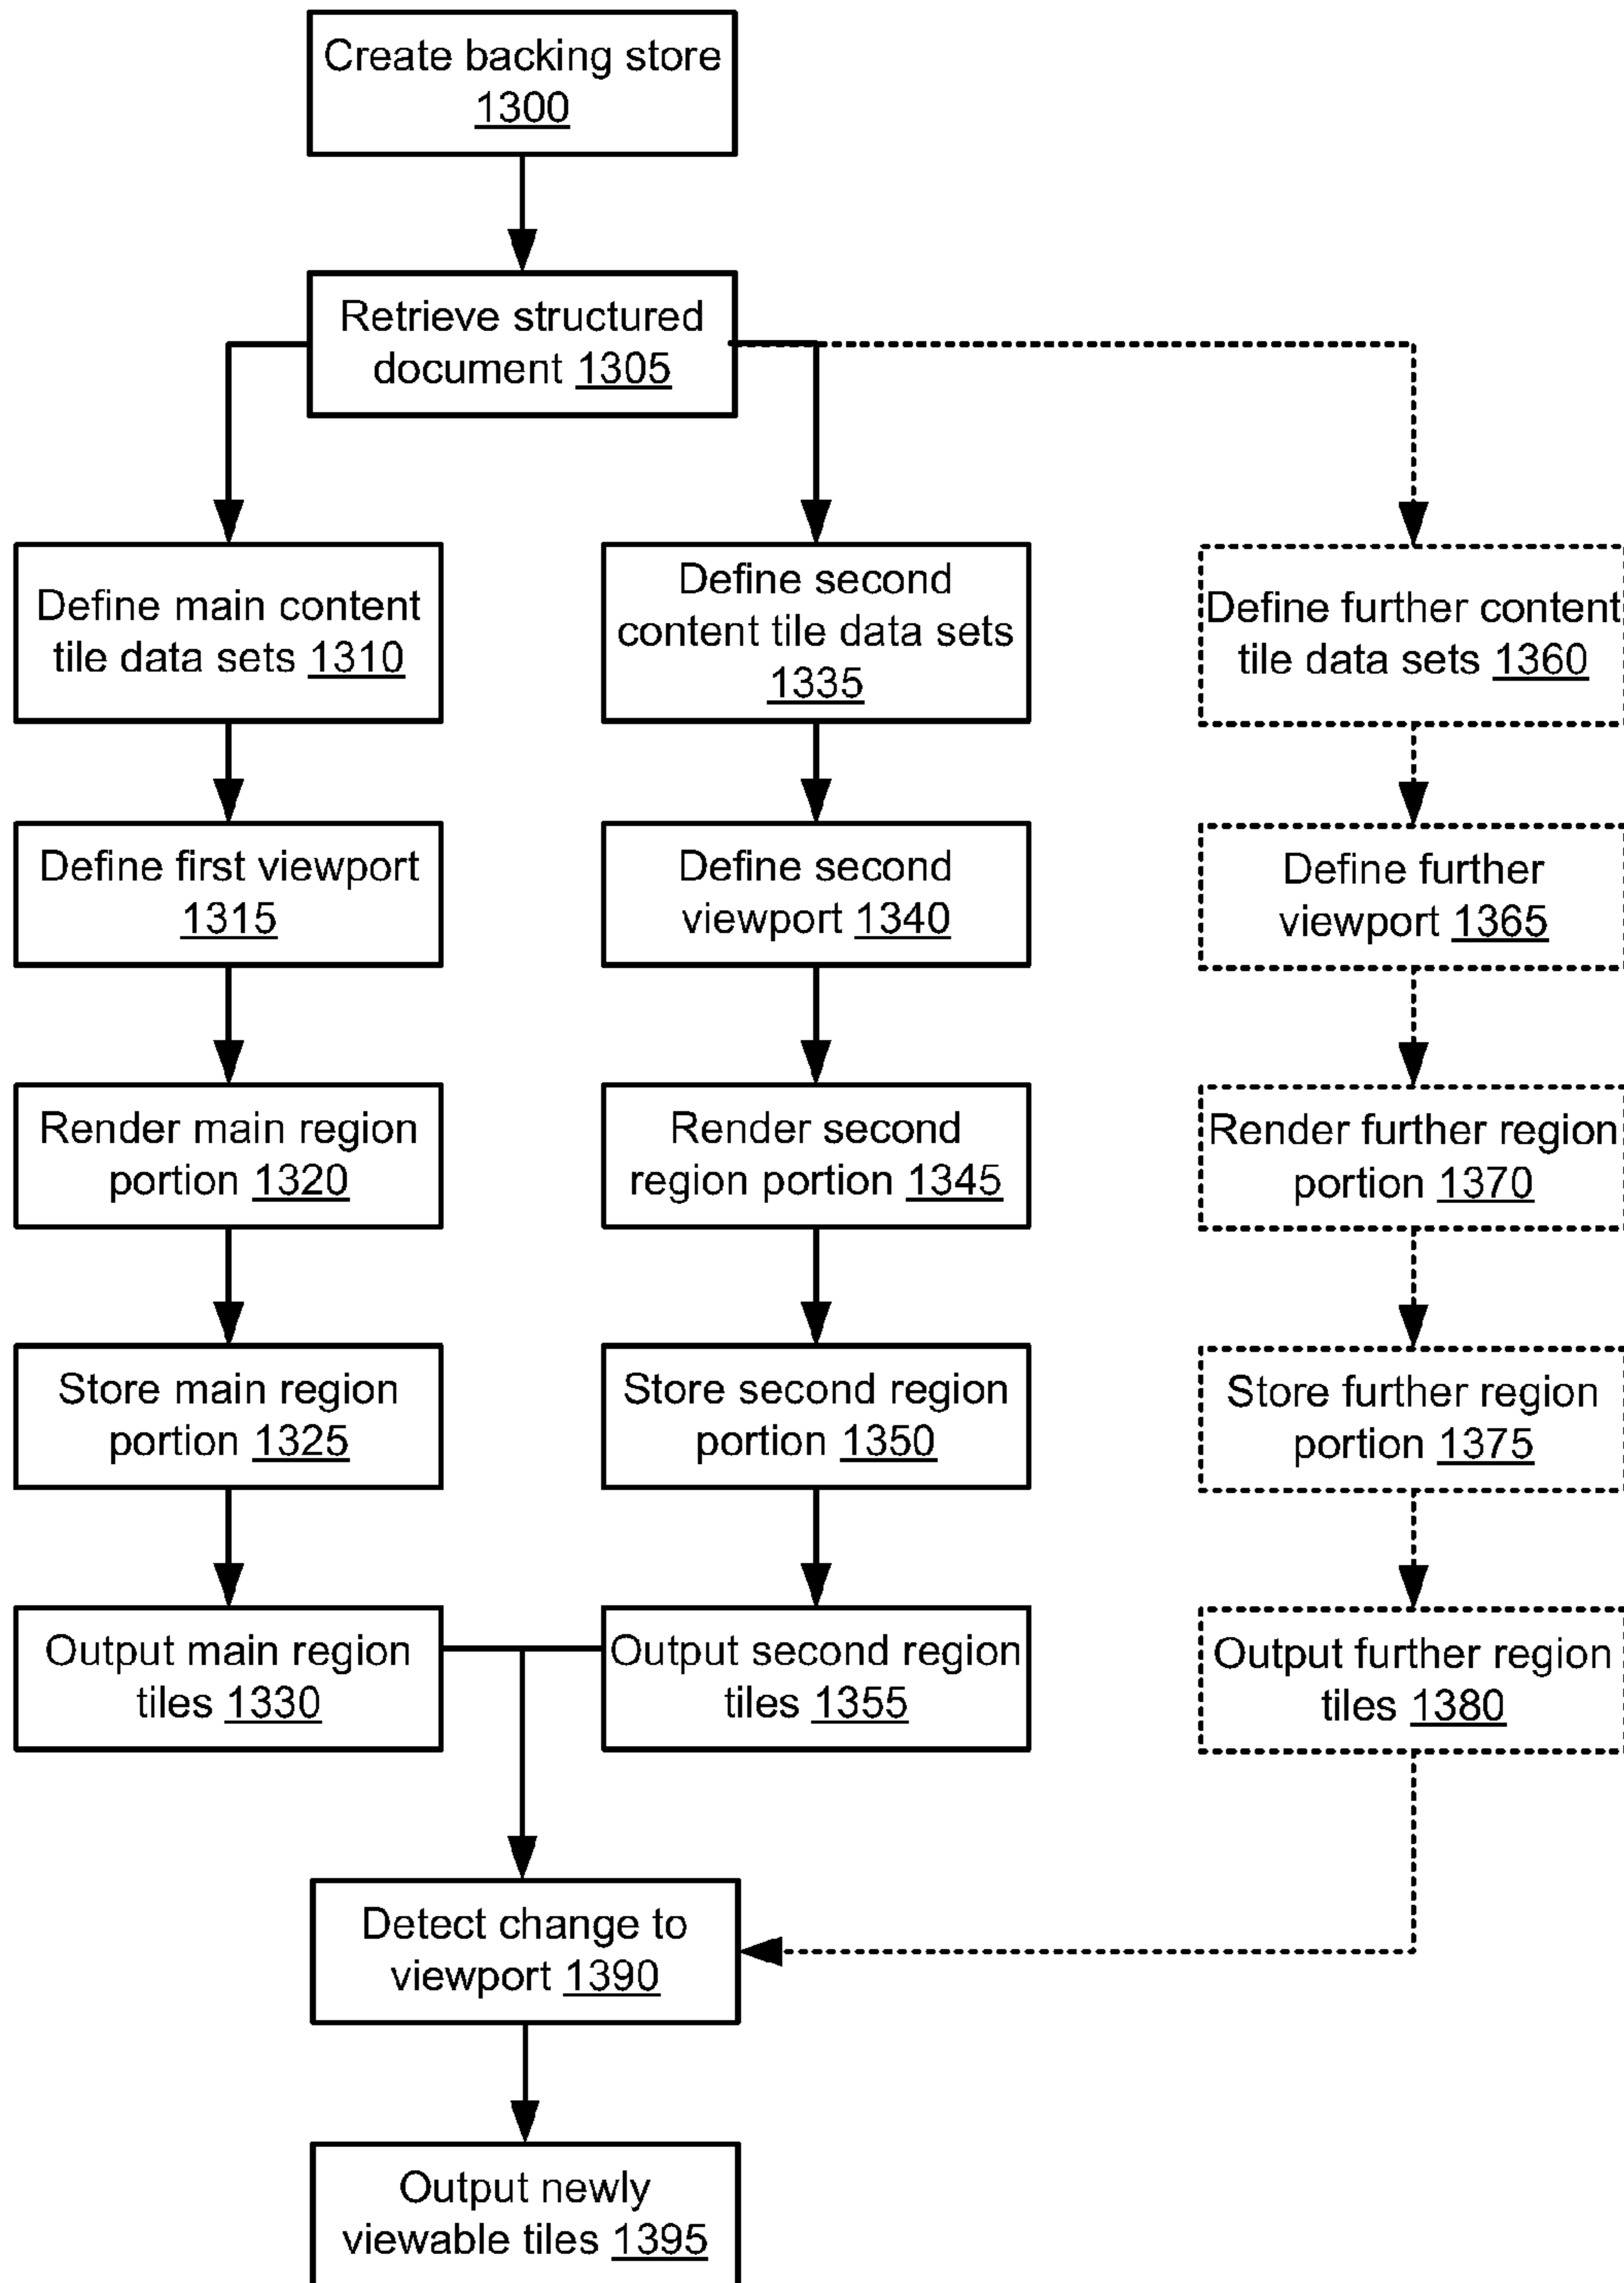 Create backing store
1300
Retrieve structured
document 1305
Define main content
tile data sets 1310
Define second
content tile data sets
1335
Define further content
tile data sets 1360
Define first viewport
1315
Define second
viewport 1340
Define further
viewport 1365
Render main region
portion 1320
Render second
region portion 1345
Render further region
portion 1370
Store main region
portion 1325
Store second region
portion 1350
Store further region
portion 1375
Output main region
tiles 1330
Output second region
tiles 1355
Output further region
tiles 1380
Detect change to
viewport 1390
Output newly
viewable tiles 1395